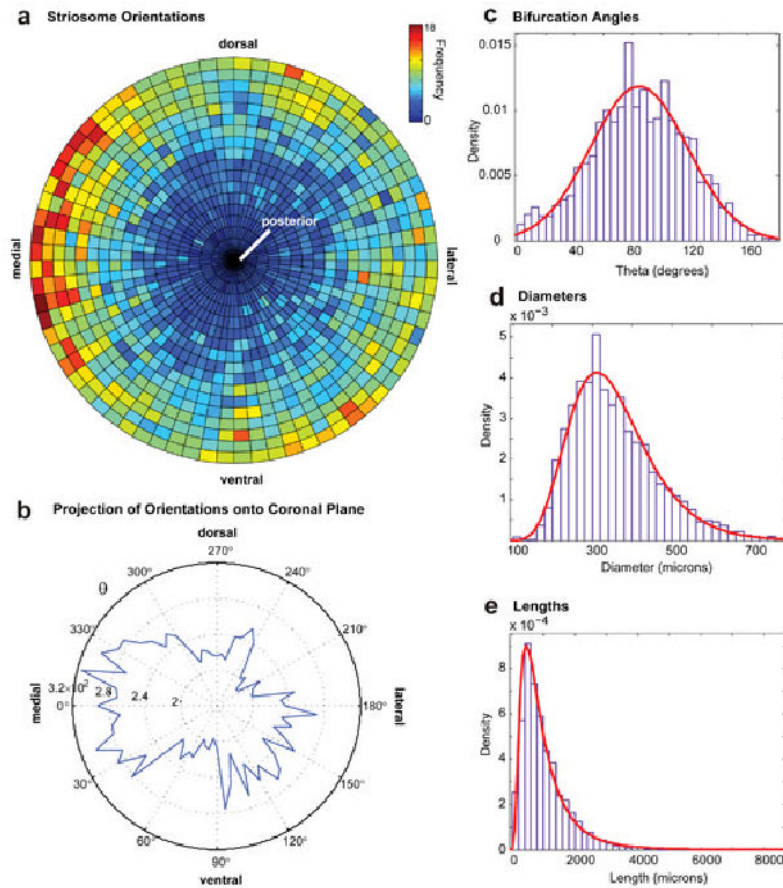 a Striosome Orientations
dorsal
18
Frequency
0
medial
posterior
lateral
ventral
b Projection of Orientations onto Coronal Plane
dorsal
270°
300°
240°
θ
330°
210°
3.2×10²
2.8
2.4
2
medial
0°
180°
lateral
30°
150°
60°
120°
90°
ventral
c Bifurcation Angles
0.015
0.01
0.005
0
Density
0 40 80 120 160
Theta (degrees)
d Diameters
x 10⁻³
5
4
3
2
1
Density
100 300 500 700
Diameter (microns)
e Lengths
x 10⁻⁴
8
6
4
2
0
Density
0 2000 4000 6000 8000
Length (microns)